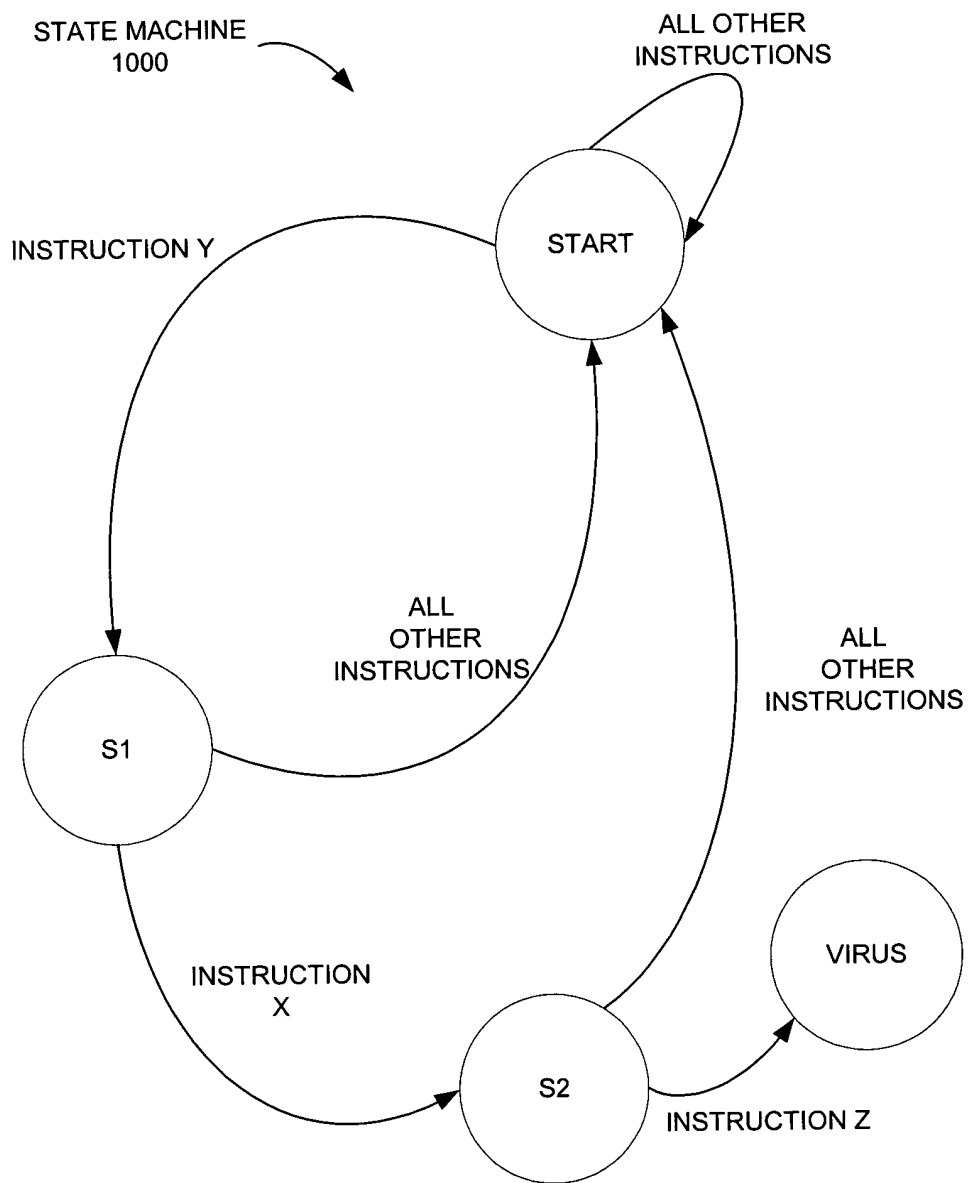 STATE MACHINE
1000
ALL OTHER
INSTRUCTIONS
START
INSTRUCTION Y
ALL
OTHER
INSTRUCTIONS
ALL
OTHER
INSTRUCTIONS
S1
VIRUS
INSTRUCTION
X
S2
INSTRUCTION Z